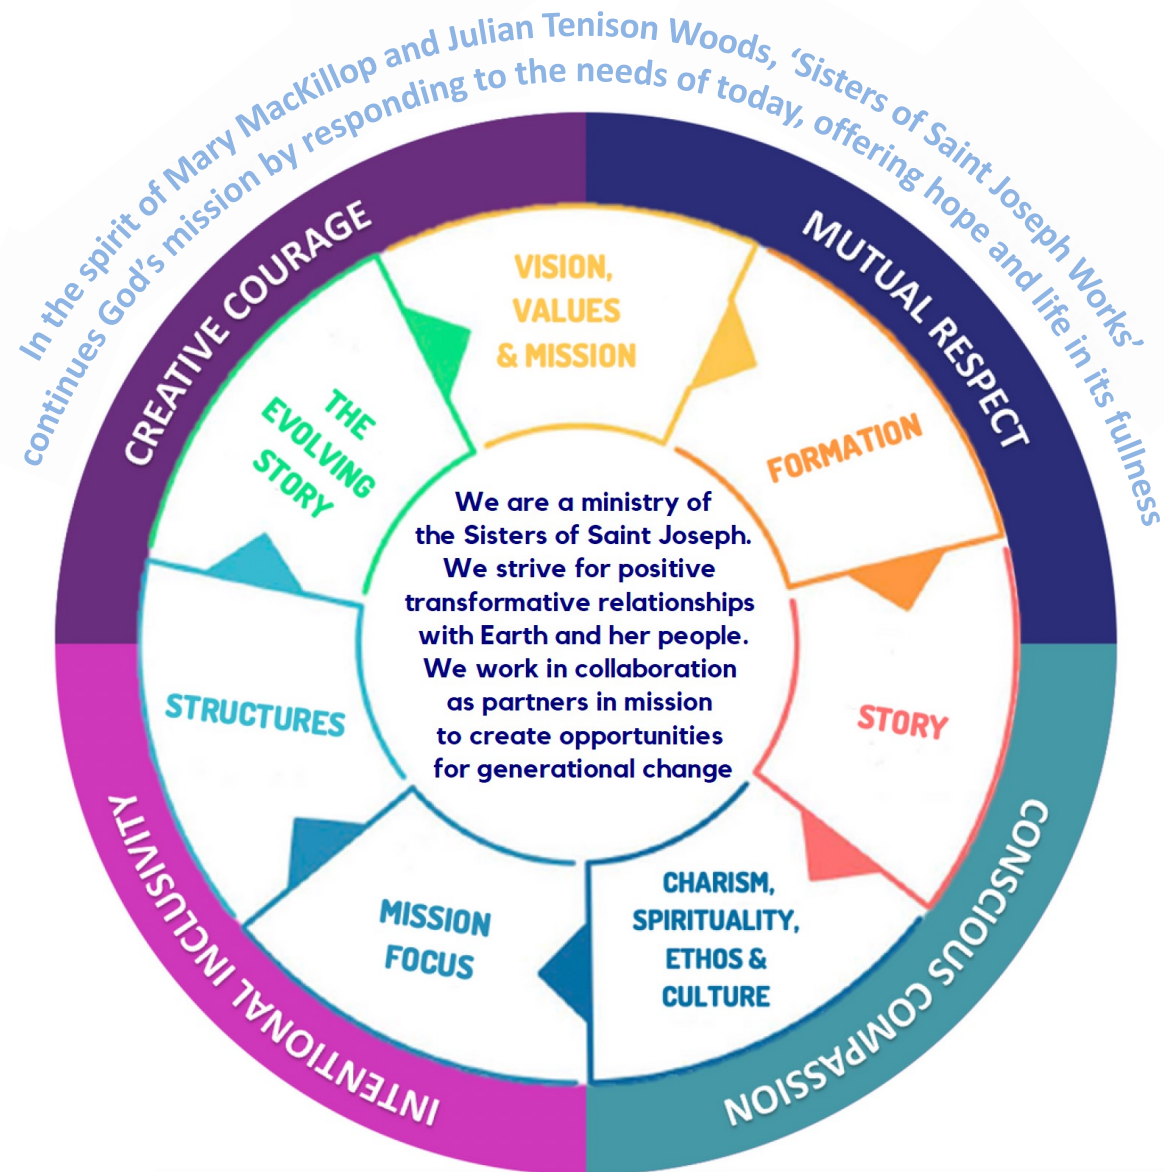 In the spirit of Mary MacKillop and Julian Tenison Woods, ‘Sisters of Saint Joseph Works’
continues God’s mission by responding to the needs of today, offering hope and life in its fullness
CREATIVE COURAGE
MUTUAL RESPECT
CONSCIOUS COMPASSION
INTENTIONAL INCLUSIVITY
VISION,
VALUES
& MISSION
FORMATION
STORY
CHARISM,
SPIRITUALITY,
ETHOS &
CULTURE
MISSION
FOCUS
STRUCTURES
THE
EVOLVING
STORY
We are a ministry of
the Sisters of Saint Joseph.
We strive for positive
transformative relationships
with Earth and her people.
We work in collaboration
as partners in mission
to create opportunities
for generational change